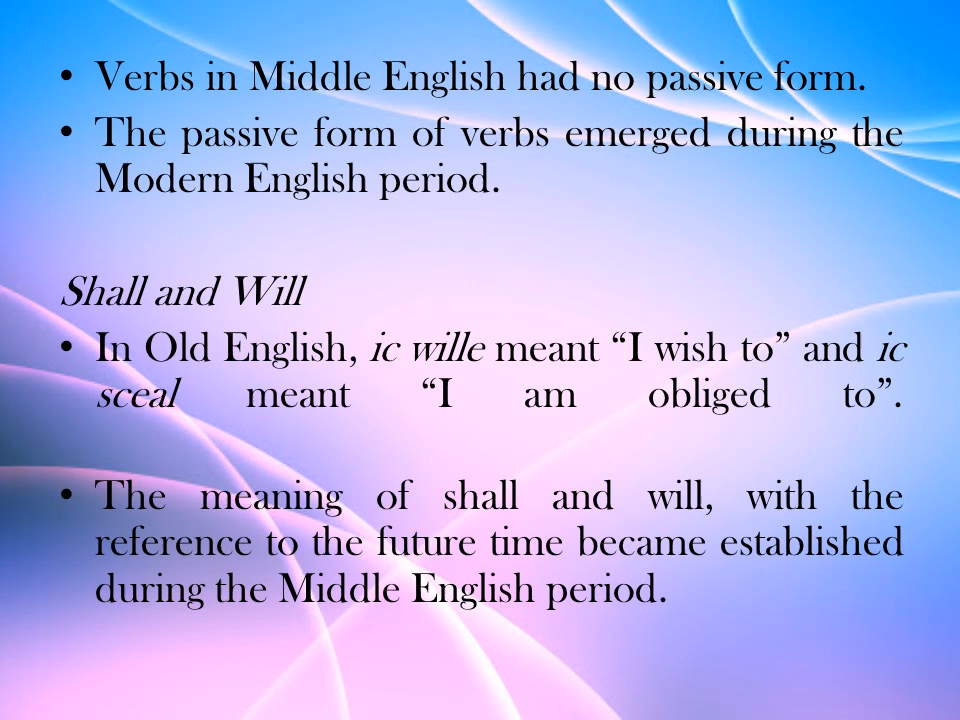 • Verbs in Middle English had no passive form.
• The passive form of verbs emerged during the
Modern English period.
Shall and Will
• In Old English, ic wille meant “I wish to” and ic
sceal meant “I am obliged to”.
• The meaning of shall and will, with the
reference to the future time became established
during the Middle English period.